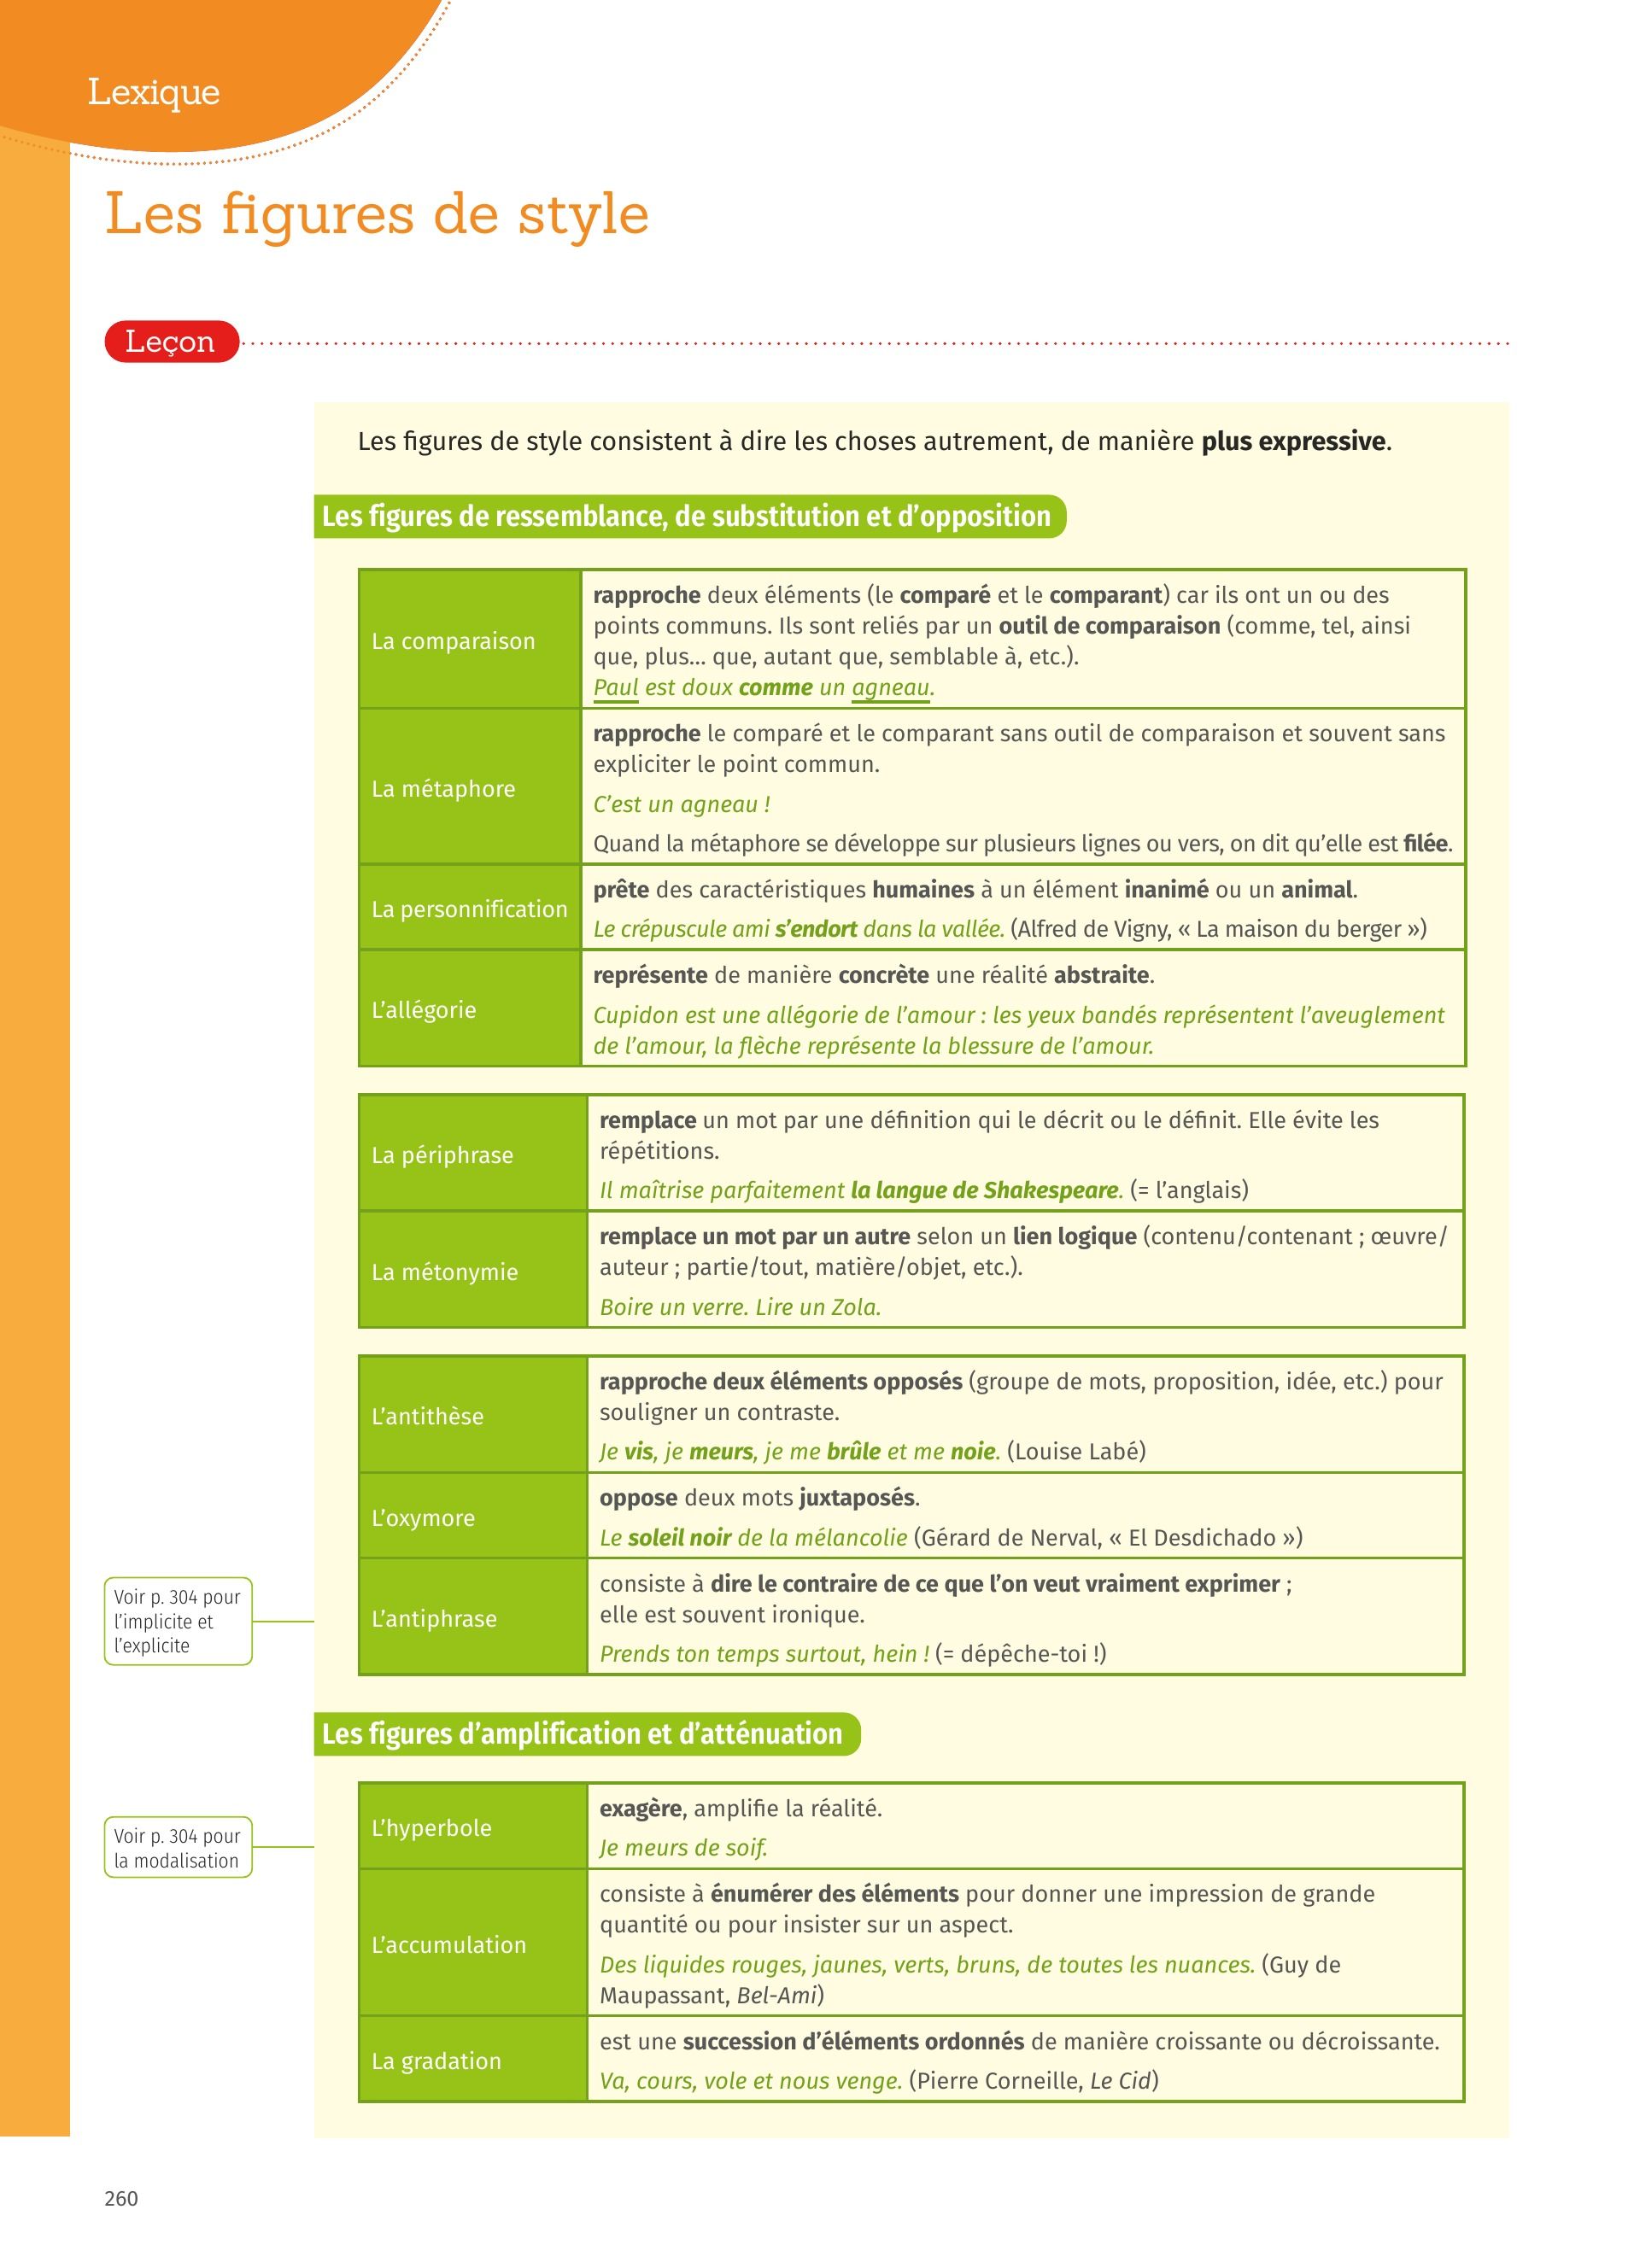 Lexique
Les figures de style
Leçon
Les figures de style consistent à dire les choses autrement, de manière plus expressive.
Les figures de ressemblance, de substitution et d’opposition
La comparaison
rapproche deux éléments (le comparé et le comparant) car ils ont un ou des
points communs. Ils sont reliés par un outil de comparaison (comme, tel, ainsi
que, plus... que, autant que, semblable à, etc.).
Paul est doux comme un agneau.
La métaphore
rapproche le comparé et le comparant sans outil de comparaison et souvent sans
expliciter le point commun.
C’est un agneau !
Quand la métaphore se développe sur plusieurs lignes ou vers, on dit qu’elle est filée.
La personnification
prête des caractéristiques humaines à un élément inanimé ou un animal.
Le crépuscule ami s’endort dans la vallée. (Alfred de Vigny, « La maison du berger »)
L’allégorie
représente de manière concrète une réalité abstraite.
Cupidon est une allégorie de l’amour : les yeux bandés représentent l’aveuglement
de l’amour, la flèche représente la blessure de l’amour.
La périphrase
remplace un mot par une définition qui le décrit ou le définit. Elle évite les
répétitions.
Il maîtrise parfaitement la langue de Shakespeare. (= l’anglais)
La métonymie
remplace un mot par un autre selon un lien logique (contenu/contenant ; œuvre/
auteur ; partie/tout, matière/objet, etc.).
Boire un verre. Lire un Zola.
L’antithèse
rapproche deux éléments opposés (groupe de mots, proposition, idée, etc.) pour
souligner un contraste.
Je vis, je meurs, je me brûle et me noie. (Louise Labé)
L’oxymore
oppose deux mots juxtaposés.
Le soleil noir de la mélancolie (Gérard de Nerval, « El Desdichado »)
Voir p. 304 pour
l’implicite et
l’explicite
L’antiphrase
consiste à dire le contraire de ce que l’on veut vraiment exprimer ;
elle est souvent ironique.
Prends ton temps surtout, hein ! (= dépêche-toi !)
Les figures d’amplification et d’atténuation
Voir p. 304 pour
la modalisation
L’hyperbole
exagère, amplifie la réalité.
Je meurs de soif.
L’accumulation
consiste à énumérer des éléments pour donner une impression de grande
quantité ou pour insister sur un aspect.
Des liquides rouges, jaunes, verts, bruns, de toutes les nuances. (Guy de
Maupassant, Bel-Ami)
La gradation
est une succession d’éléments ordonnés de manière croissante ou décroissante.
Va, cours, vole et nous venge. (Pierre Corneille, Le Cid)
260